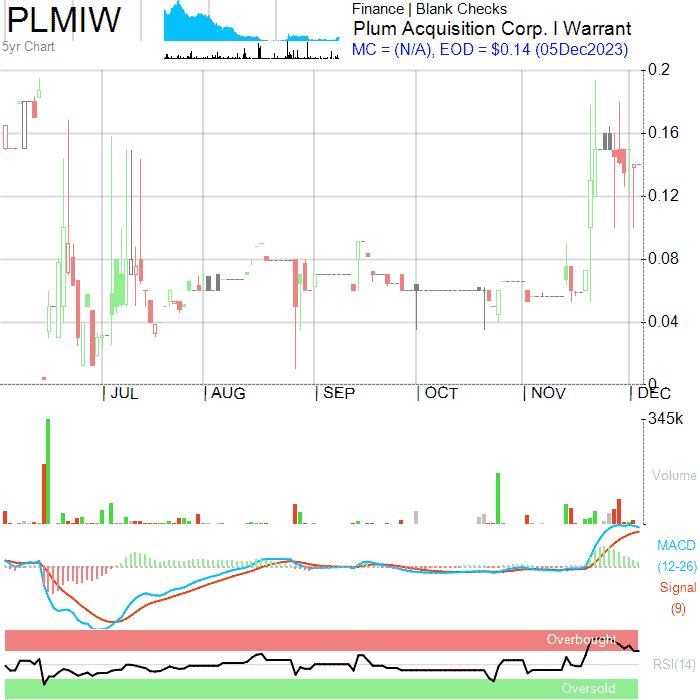 PLMIW
5yr Chart
Finance | Blank Checks
Plum Acquisition Corp. I Warrant
MC = (N/A), EOD = $0.14 (05Dec2023)
0.2
0.16
0.12
0.08
0.04
0
JUL AUG SEP OCT NOV DEC
345k
Volume
MACD
(12-26)
Signal
(9)
Overbought
RSI(14)
Oversold